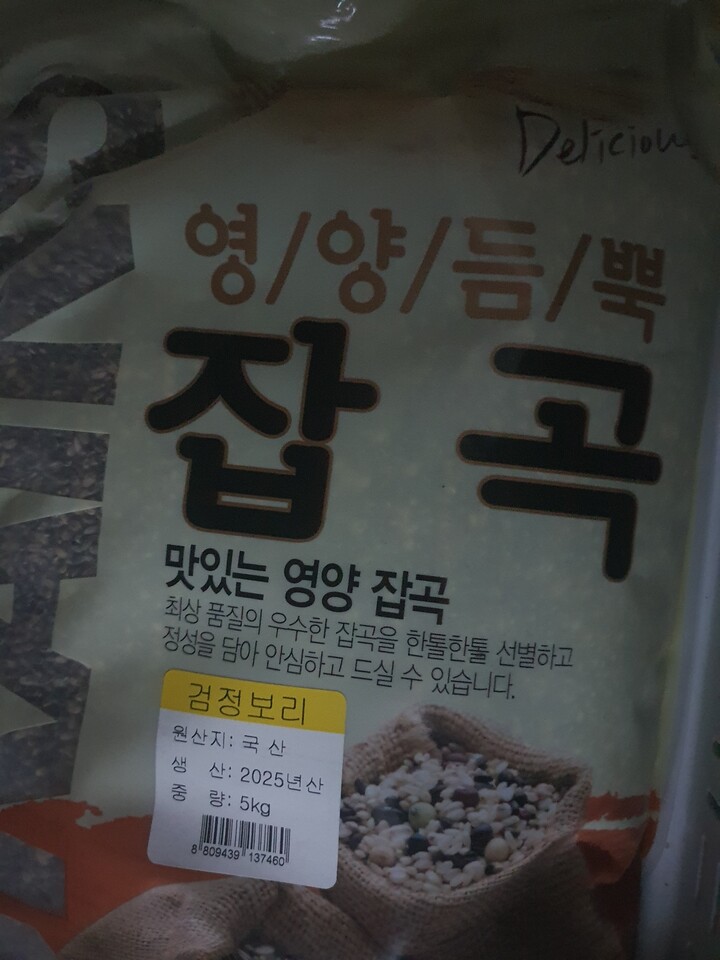 Delicious
영/양/듬/뿍
잡곡
맛있는 영양 잡곡
최상 품질의 우수한 잡곡을 한톨한톨 선별하고
정성을 담아 안심하고 드실 수 있습니다.
검정보리
원산지: 국 산
생 산: 2025년산
중 량: 5kg
8 809439 137460